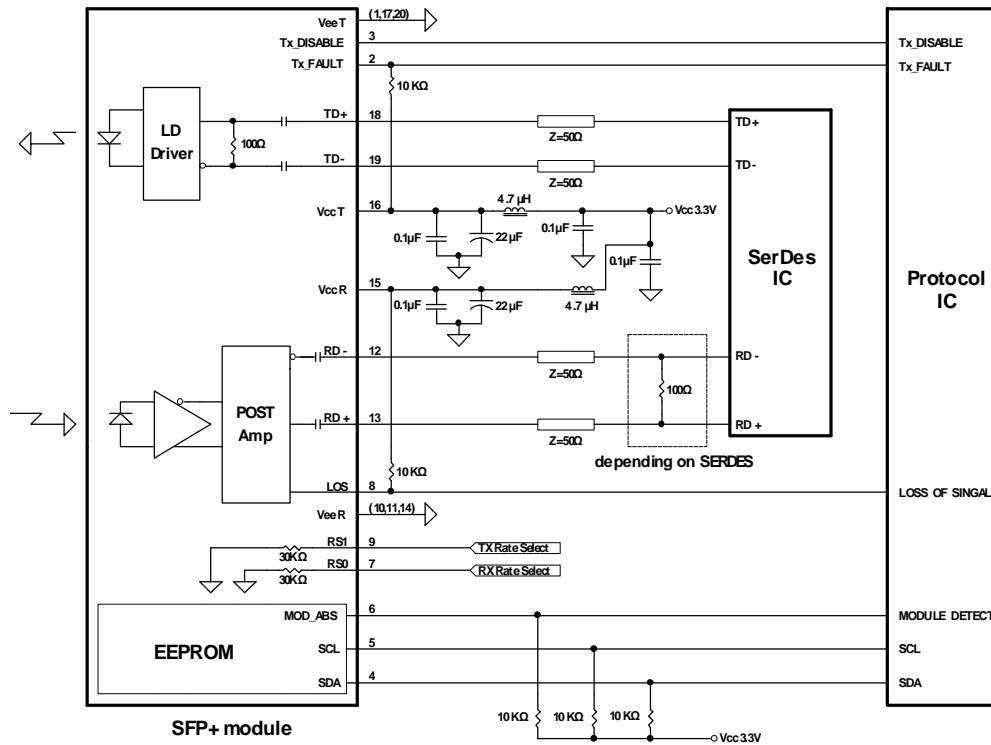 VeeT (1,17,20)
Tx_DISABLE 3 Tx_DISABLE
Tx_FAULT 2 Tx_FAULT
10 KΩ
LD Driver
100Ω
TD+ 18 Z=50Ω TD+
TD- 19 Z=50Ω TD-
VccT 16
4.7 µH
Vcc3.3V
0.1µF 22µF 0.1µF 0.1µF
SerDes IC
Protocol IC
VccR 15
0.1µF 22µF 4.7 µH
RD - 12 Z=50Ω RD -
POST Amp
100Ω
RD + 13 Z=50Ω RD +
depending on SERDES
10 KΩ
LOS 8 LOSS OF SINGAL
VeeR (10,11,14)
RS1 9 TX Rate Select
30KΩ
RS0 7 RX Rate Select
30KΩ
MOD_ABS 6 MODULE DETECT
EEPROM
SCL 5 SCL
SDA 4 SDA
10 KΩ 10 KΩ 10 KΩ
SFP+ module
Vcc3.3V